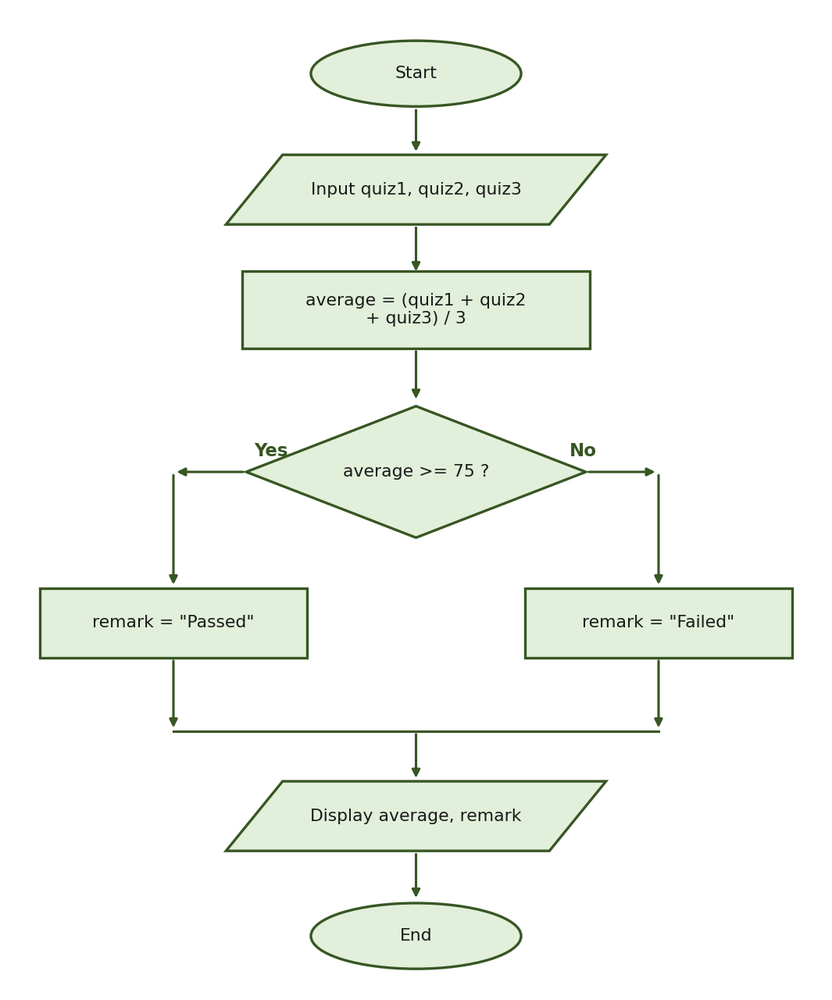 Start
Input quiz1, quiz2, quiz3
average = (quiz1 + quiz2
+ quiz3) / 3
Yes
average >= 75 ?
No
remark = "Passed"
remark = "Failed"
Display average, remark
End